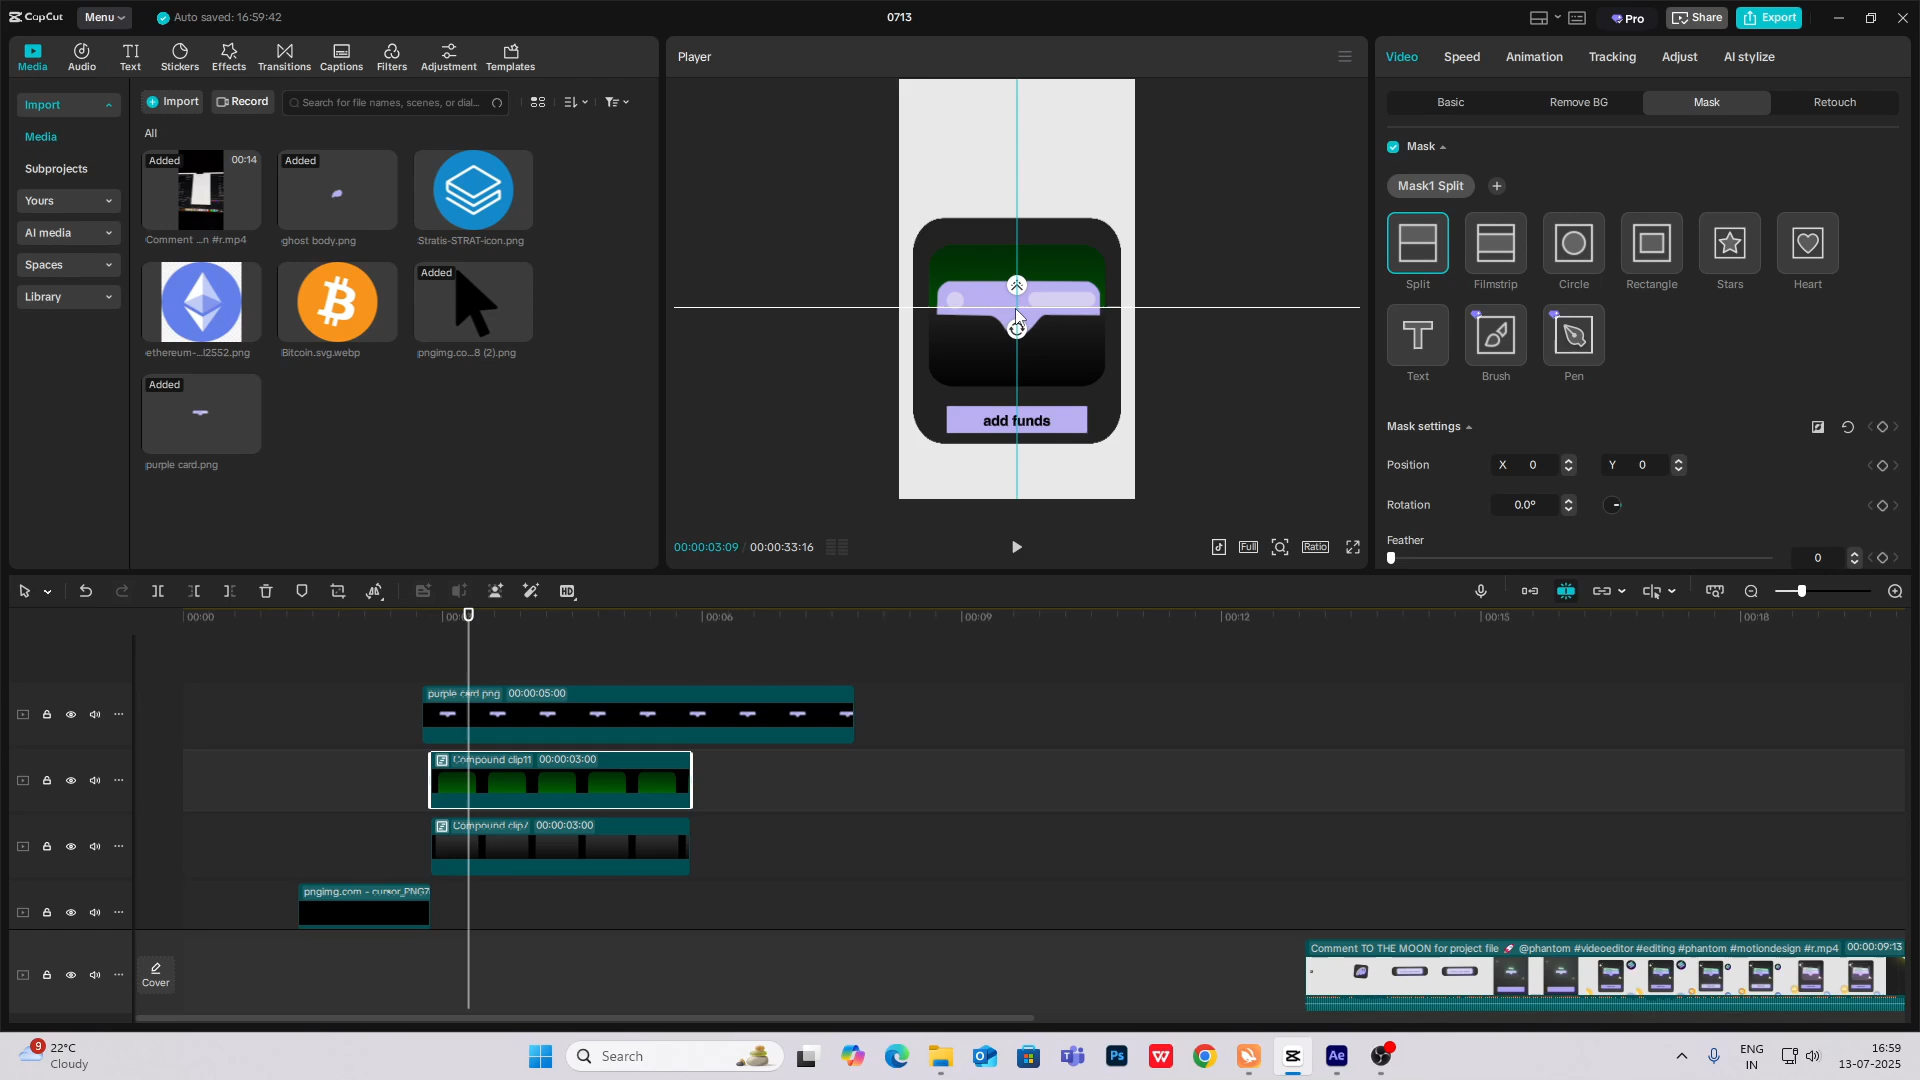 CapCut
Menu
Auto saved: 16:59:42
0713
Pro
Share
Export
Media
Audio
Text
Stickers
Effects
Transitions
Captions
Filters
Adjustment
Templates
Import
Media
Subprojects
Yours
AI media
Spaces
Library
Import
Record
Search for file names, scenes, or dial...
All
Added
00:14
Comment ...n #r.mp4
Added
ghost body.png
Stratis-STRAT-icon.png
ethereum-...l2552.png
Bitcoin.svg.webp
Added
pngimg.co...8 (2).png
Added
purple card.png
Player
add funds
00:00:03:09 / 00:00:33:16
Full
Ratio
Video
Speed
Animation
Tracking
Adjust
AI stylize
Basic
Remove BG
Mask
Retouch
Mask
Mask1 Split
Split
Filmstrip
Circle
Rectangle
Stars
Heart
Text
Brush
Pen
Mask settings
Position
X 0
Y 0
Rotation
0.0°
Feather
0
HD
00:00
00:06
00:09
00:12
00:15
00:18
purple card.png 00:00:05:00
Compound clip11 00:00:03:00
Compound clip7 00:00:03:00
pngimg.com - cursor_PNG7
Cover
Comment TO THE MOON for project file 🚀 @phantom #videoeditor #editing #phantom #motiondesign #r.mp4 00:00:09:13
9
22°C
Cloudy
Search
Ps
W
Ae
ENG
IN
16:59
13-07-2025